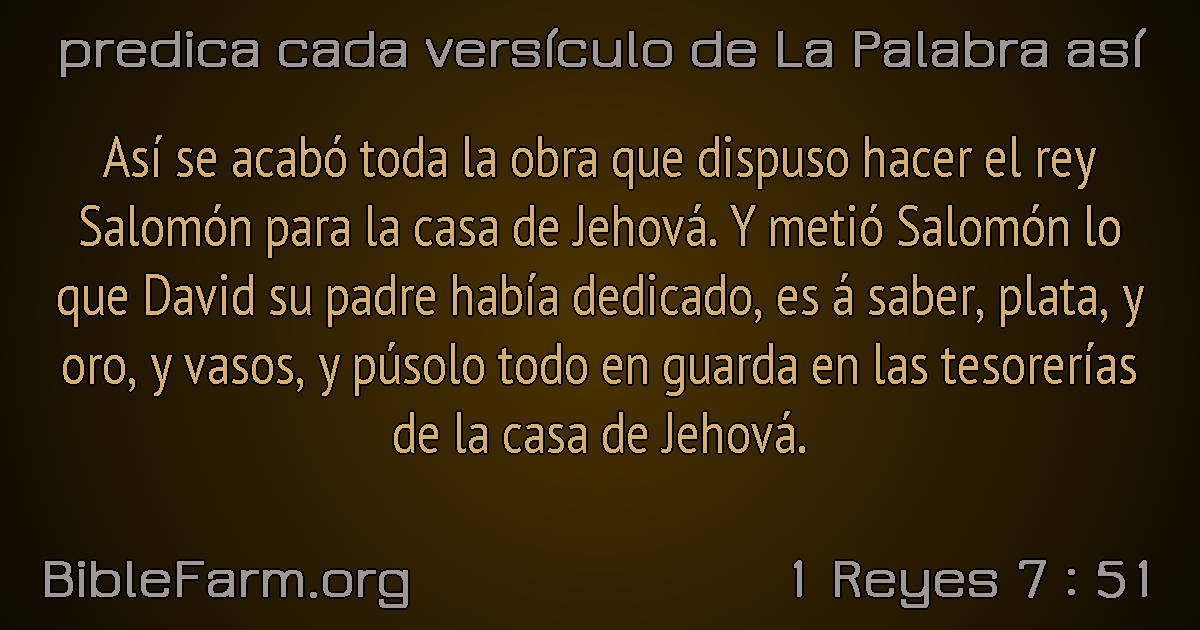 predica cada versículo de La Palabra así
Así se acabó toda la obra que dispuso hacer el rey
Salomón para la casa de Jehová. Y metió Salomón lo
que David su padre había dedicado, es á saber, plata, y
oro, y vasos, y púsolo todo en guarda en las tesorerías
de la casa de Jehová.
BibleFarm.org
1 Reyes 7 : 51